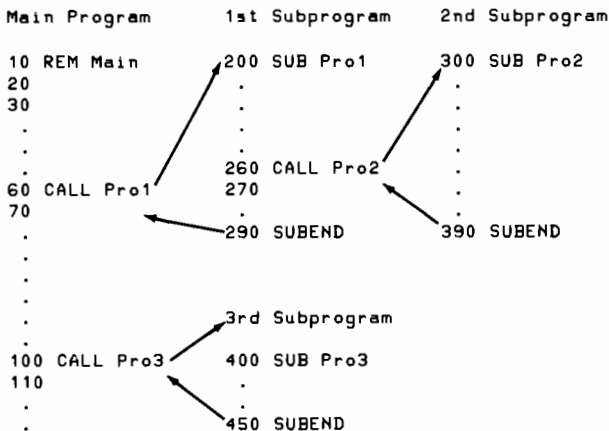 Main Program 1st Subprogram 2nd Subprogram
10 REM Main 200 SUB Pro1 300 SUB Pro2
20 . .
30 . .
. . .
. . .
. 260 CALL Pro2 .
60 CALL Pro1 270 .
70 . .
. 290 SUBEND 390 SUBEND
.
.
. 3rd Subprogram
.
100 CALL Pro3 400 SUB Pro3
110 .
. .
. 450 SUBEND